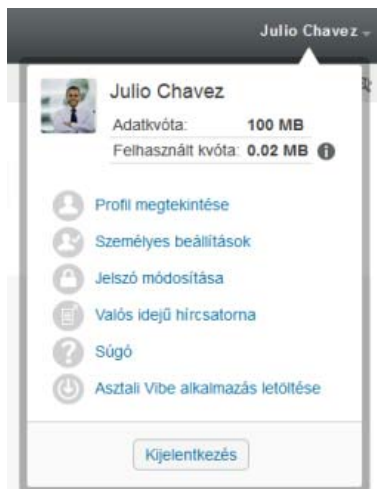 Julio Chavez
Julio Chavez
Adatkvóta: 100 MB
Felhasznált kvóta: 0.02 MB
Profil megtekintése
Személyes beállítások
Jelszó módosítása
Valós idejű hírcsatorna
Súgó
Asztali Vibe alkalmazás letöltése
Kijelentkezés